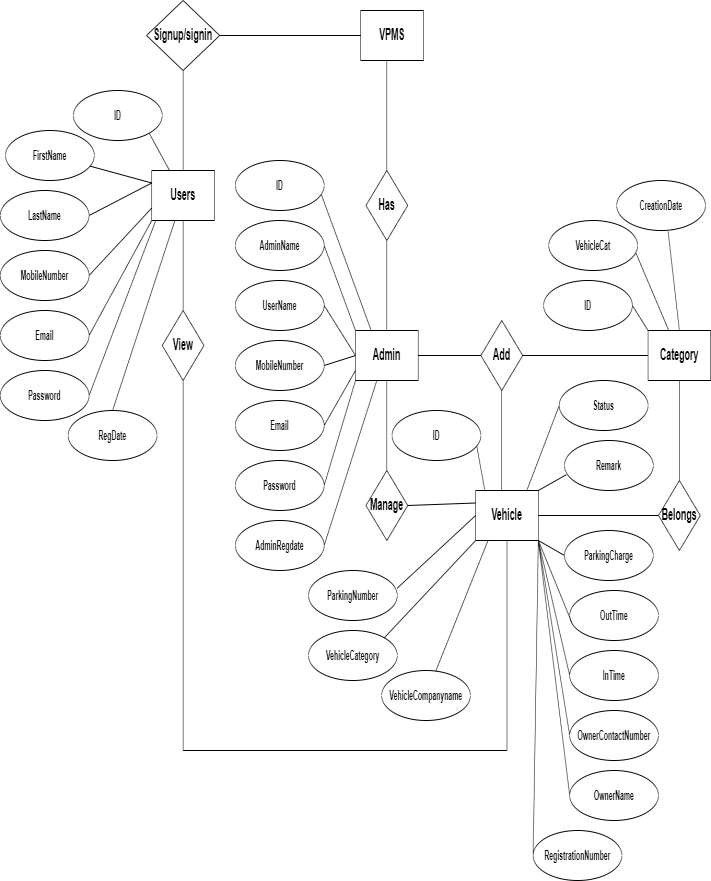 Signup/signin
VPMS
ID
FirstName
Users
ID
LastName
Has
CreationDate
AdminName
VehicleCat
MobileNumber
UserName
ID
Email
View
Admin
Add
Category
MobileNumber
Password
Status
Email
RegDate
ID
Remark
Password
Manage
Vehicle
Belongs
AdminRegdate
ParkingCharge
ParkingNumber
OutTime
VehicleCategory
InTime
VehicleCompanyname
OwnerContactNumber
OwnerName
RegistrationNumber